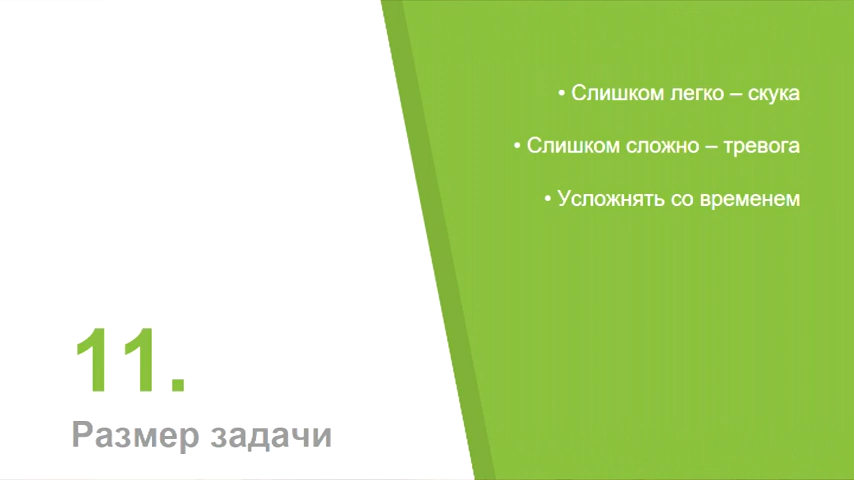 11.
Размер задачи
• Слишком легко – скука
• Слишком сложно – тревога
• Усложнять со временем